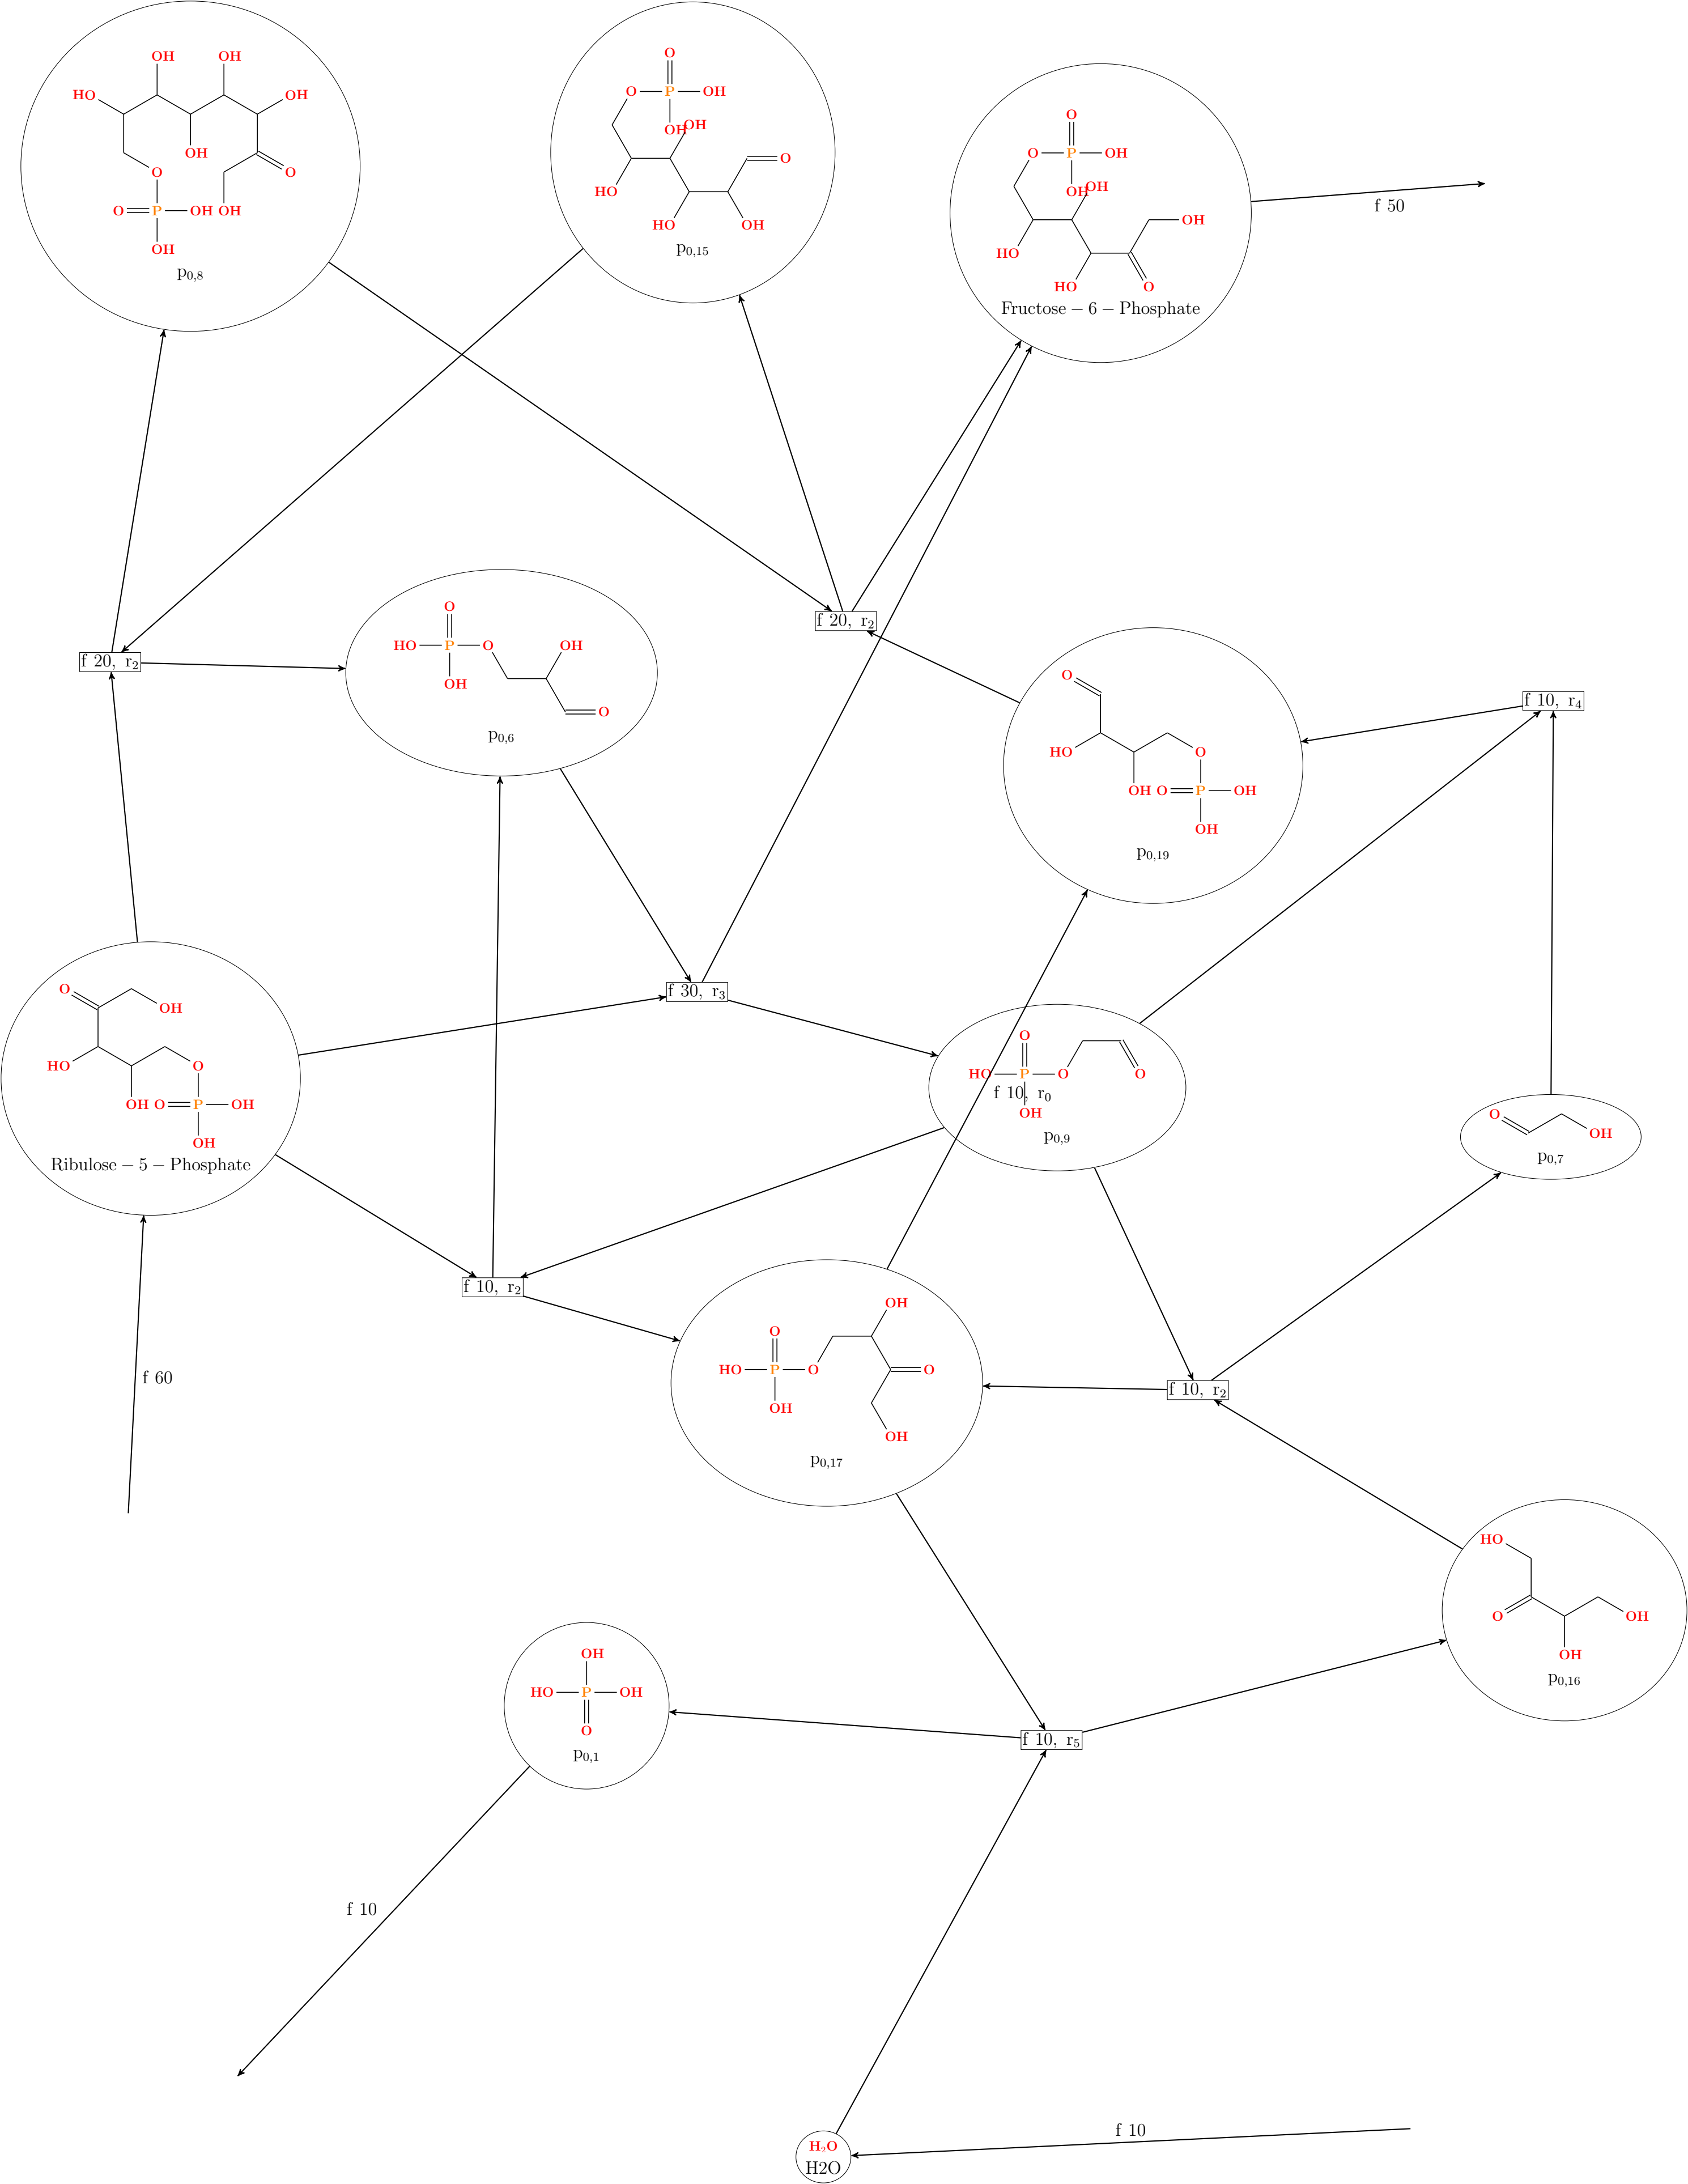 OH OH
HO OH
OH
O O
O P OH OH
OH
p0,8
O
O P OH
OH OH
O
HO
HO OH
p0,15
O
O P OH
OH OH
OH
HO
HO O
Fructose − 6 − Phosphate
f 50
f 20, r2
f 20, r2
O
HO P O OH
OH
O
p0,6
O
HO O
OH O P OH
OH
p0,19
f 10, r4
O
OH
HO O
OH O P OH
OH
Ribulose − 5 − Phosphate
f 30, r3
O
HO P O O
f 10, r0
OH
p0,9
O
OH
p0,7
f 10, r2
f 60
OH
O
HO P O O
OH
OH
p0,17
f 10, r2
HO
O OH
OH
p0,16
OH
HO P OH
O
p0,1
f 10, r5
f 10
f 10
H2O
H2O